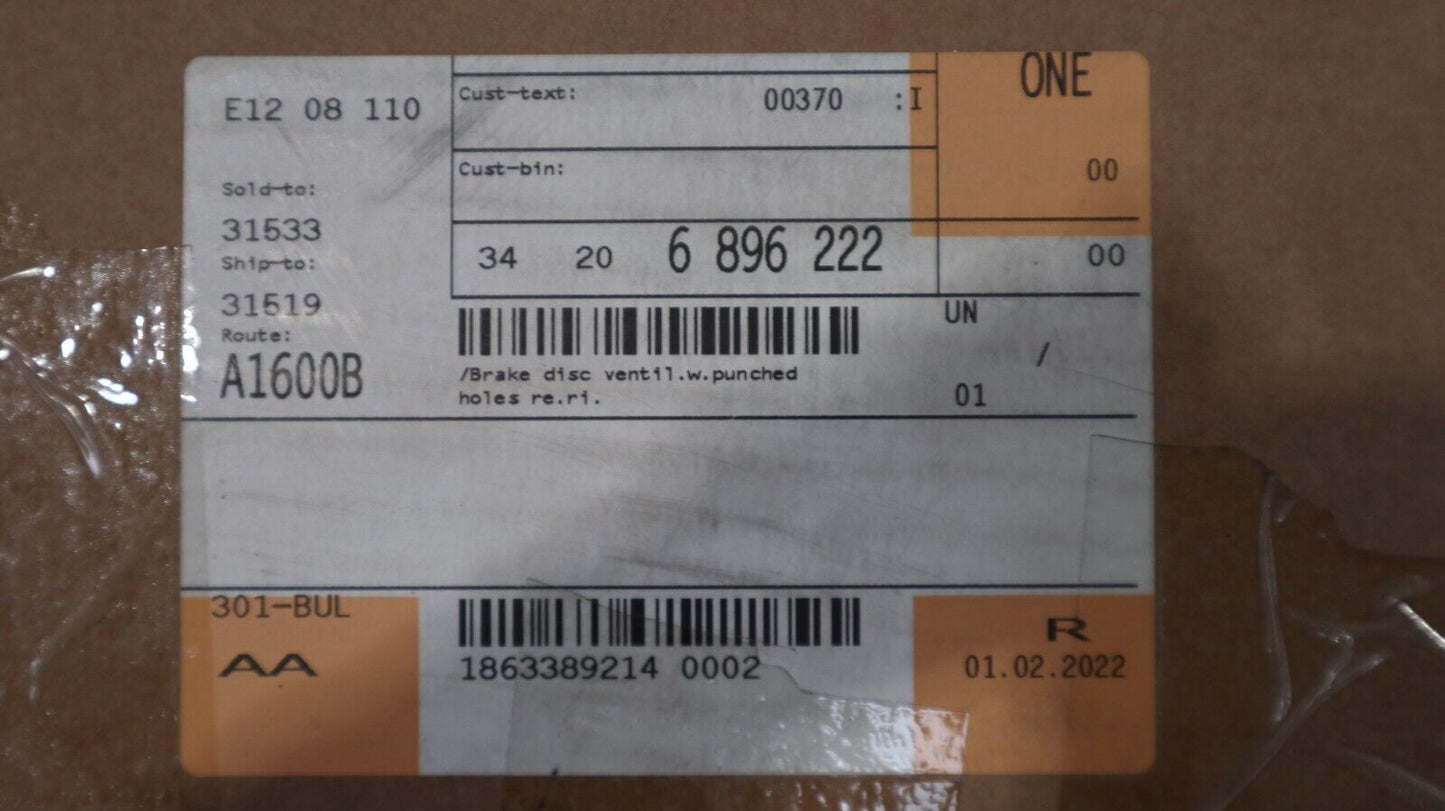 E12 08 110
Cust-text: 00370 :I
ONE
Cust-bin:
00
Sold-to:
31533
34 20 6 896 222
00
Ship-to:
31519
UN
Route:
A1600B
/
/Brake disc ventil.w.punched
holes re.ri.
01
301-BUL
AA
1863389214 0002
R
01.02.2022